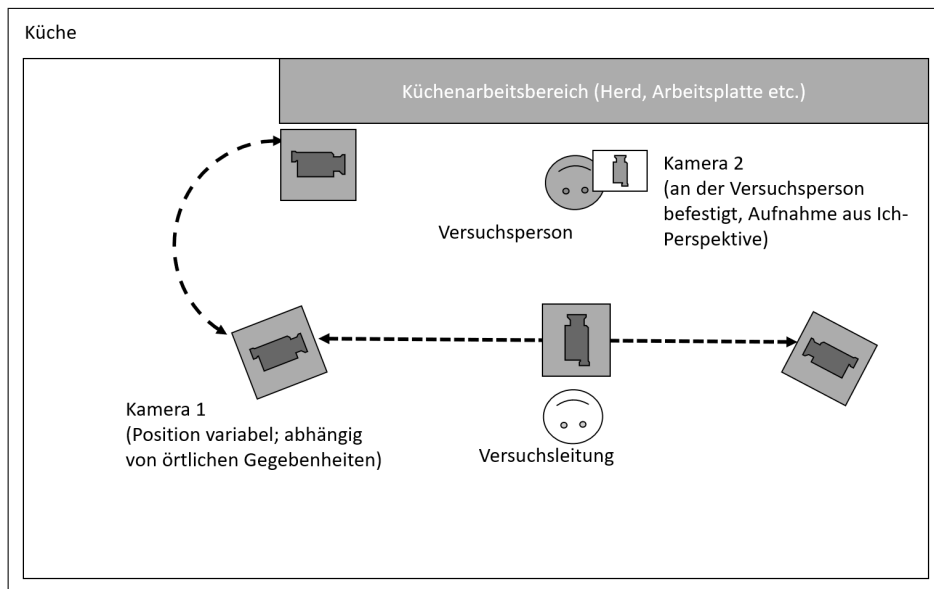 Küche
Küchenarbeitsbereich (Herd, Arbeitsplatte etc.)
Kamera 2
(an der Versuchsperson
befestigt, Aufnahme aus Ich-
Perspektive)
Versuchsperson
Kamera 1
(Position variabel; abhängig
von örtlichen Gegebenheiten)
Versuchsleitung